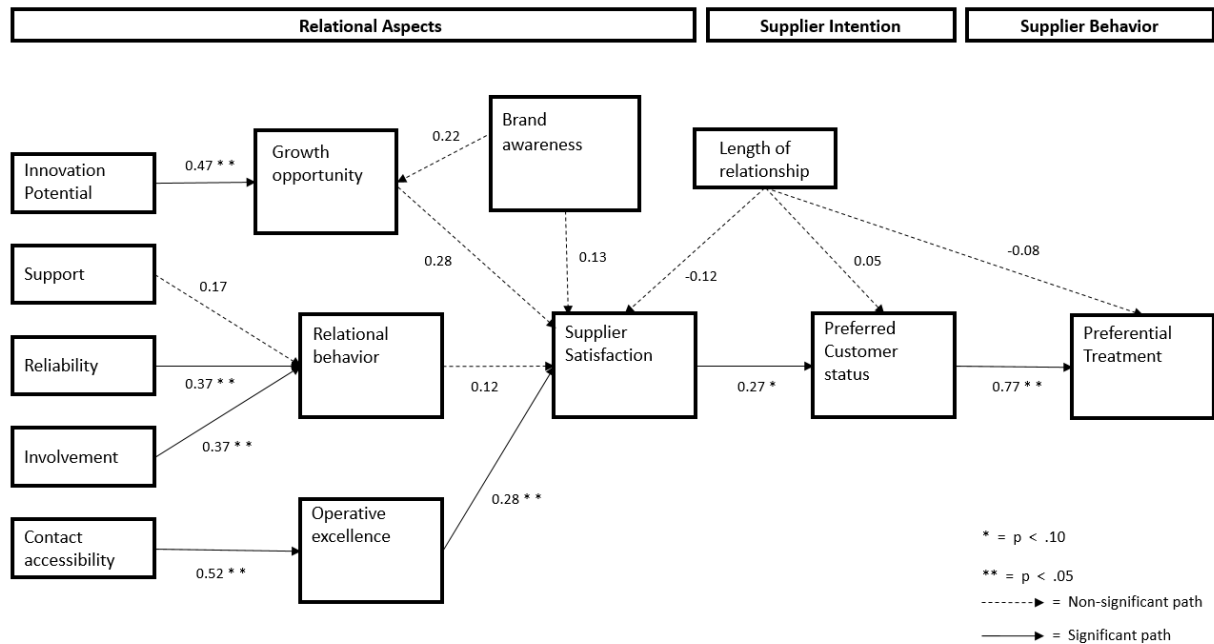 Relational Aspects
Supplier Intention
Supplier Behavior
Brand
awareness
0.22
Growth
opportunity
Length of
relationship
Innovation
Potential
0.47 * *
0.28
0.13
-0.12
0.05
-0.08
Support
0.17
Relational
behavior
Supplier
Satisfaction
Preferred
Customer
status
Preferential
Treatment
Reliability
0.37 * *
0.12
0.27 *
0.77 * *
Involvement
0.37 * *
0.28 * *
Contact
accessibility
0.52 * *
Operative
excellence
* = p < .10
** = p < .05
= Non-significant path
= Significant path